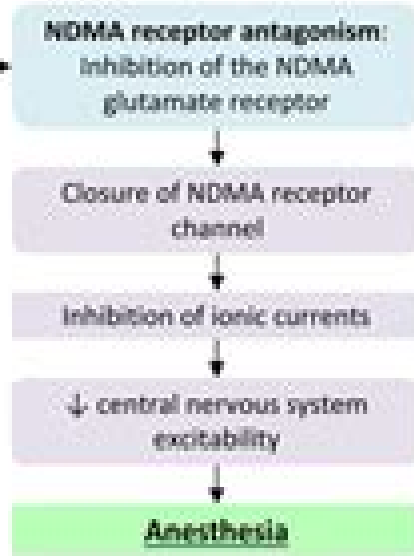 NDMA receptor antagonism:
Inhibition of the NDMA
glutamate receptor
Closure of NDMA receptor
channel
Inhibition of ionic currents
↓ central nervous system
excitability
Anesthesia